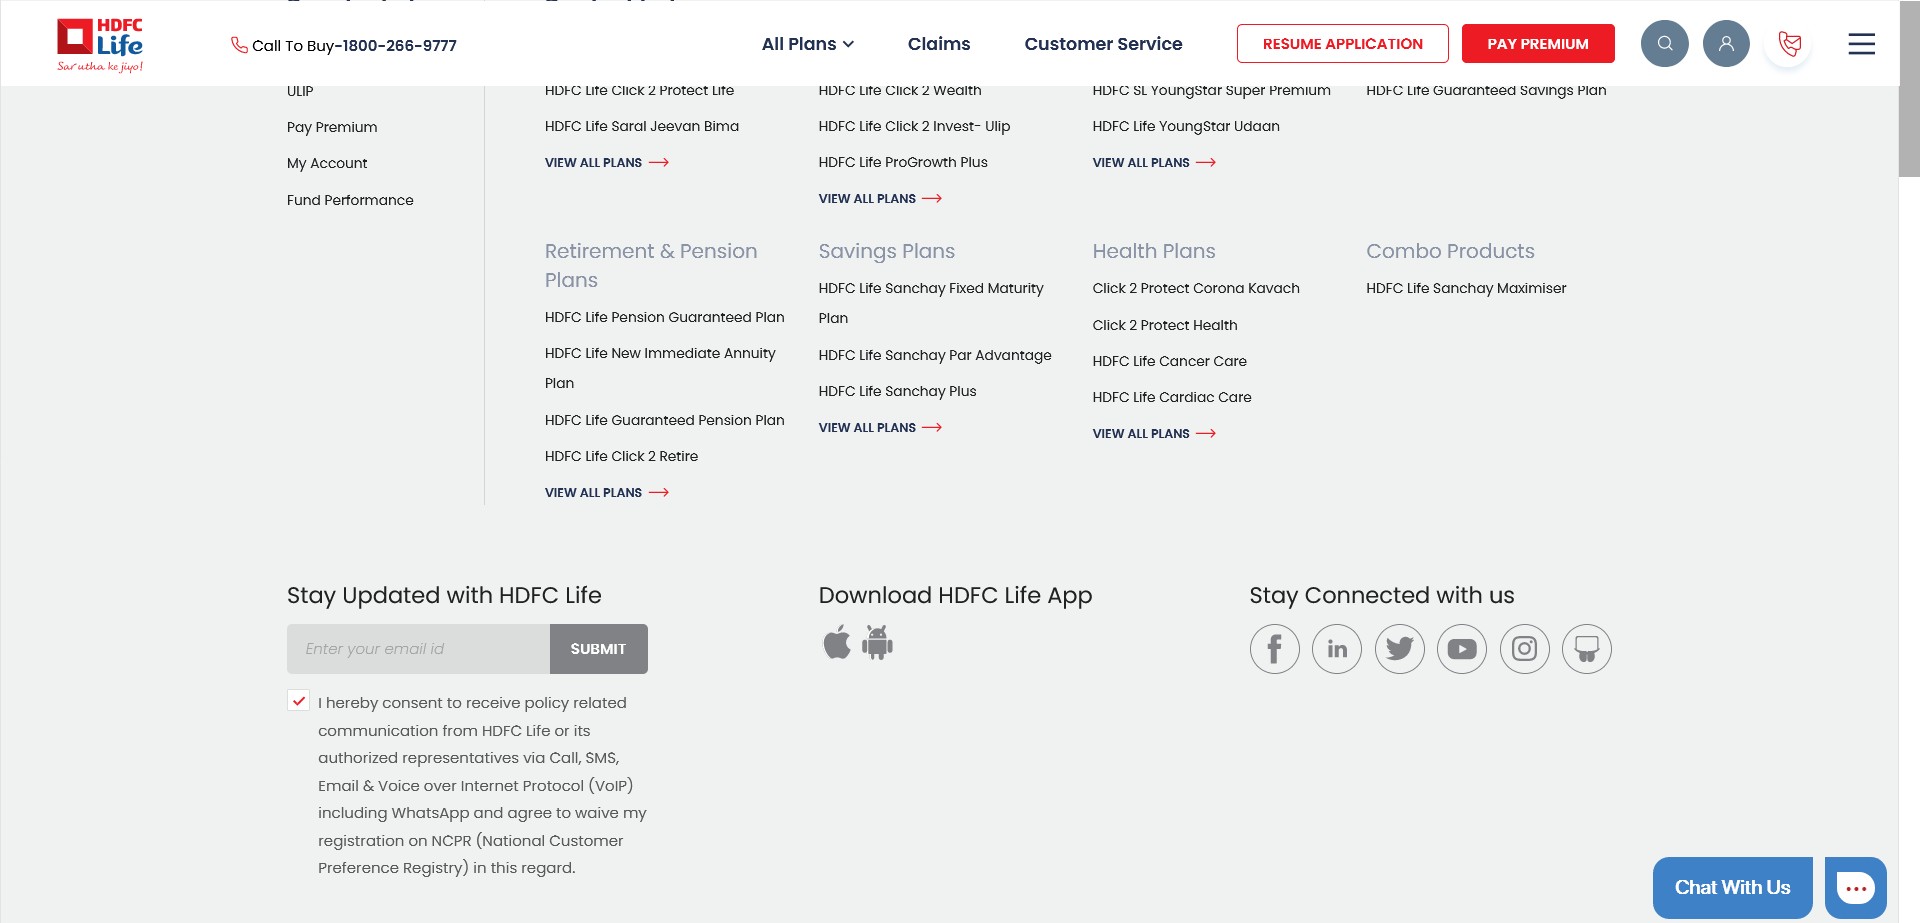 HDFC
Life
Sar utha ke jiyo!
Call To Buy-1800-266-9777
All Plans
Claims
Customer Service
RESUME APPLICATION
PAY PREMIUM
ULIP
Pay Premium
My Account
Fund Performance
HDFC Life Click 2 Protect Life
HDFC Life Saral Jeevan Bima
VIEW ALL PLANS
HDFC Life Click 2 Wealth
HDFC Life Click 2 Invest- Ulip
HDFC Life ProGrowth Plus
VIEW ALL PLANS
HDFC SL YoungStar Super Premium
HDFC Life YoungStar Udaan
VIEW ALL PLANS
HDFC Life Guaranteed Savings Plan
Retirement & Pension
Plans
HDFC Life Pension Guaranteed Plan
HDFC Life New Immediate Annuity
Plan
HDFC Life Guaranteed Pension Plan
HDFC Life Click 2 Retire
VIEW ALL PLANS
Savings Plans
HDFC Life Sanchay Fixed Maturity
Plan
HDFC Life Sanchay Par Advantage
HDFC Life Sanchay Plus
VIEW ALL PLANS
Health Plans
Click 2 Protect Corona Kavach
Click 2 Protect Health
HDFC Life Cancer Care
HDFC Life Cardiac Care
VIEW ALL PLANS
Combo Products
HDFC Life Sanchay Maximiser
Stay Updated with HDFC Life
Enter your email id
SUBMIT
I hereby consent to receive policy related
communication from HDFC Life or its
authorized representatives via Call, SMS,
Email & Voice over Internet Protocol (VoIP)
including WhatsApp and agree to waive my
registration on NCPR (National Customer
Preference Registry) in this regard.
Download HDFC Life App
Stay Connected with us
Chat With Us